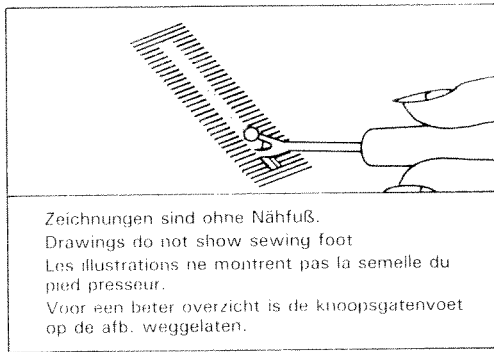 Zeichnungen sind ohne Nähfuß.
Drawings do not show sewing foot
Les illustrations ne montrent pas la semelle du
pied presseur.
Voor een beter overzicht is de knoopsgatenvoet
op de afb. weggelaten.